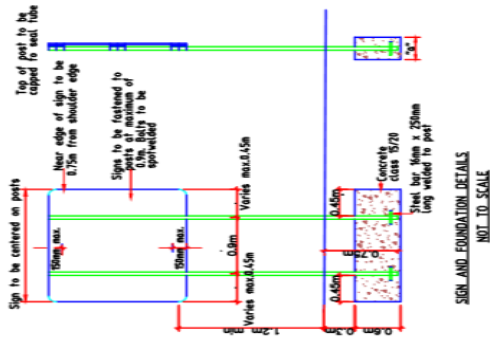 Top of post to be
capped to seal tube
Near edge of sign to be
0.75m from shoulder edge
Signs to be fastened to
posts at maximum of
0.9m. Bolts to be
spotwelded
"B"
Sign to be centered on posts
150mm max.
150mm max.
Varies max.0.45m
0.9m
Varies max.0.45m
0.45m
0.45m
Concrete
class 15/20
Steel bar 16mm x 250mm
long welded to post
SIGN AND FOUNDATION DETAILS
NOT TO SCALE